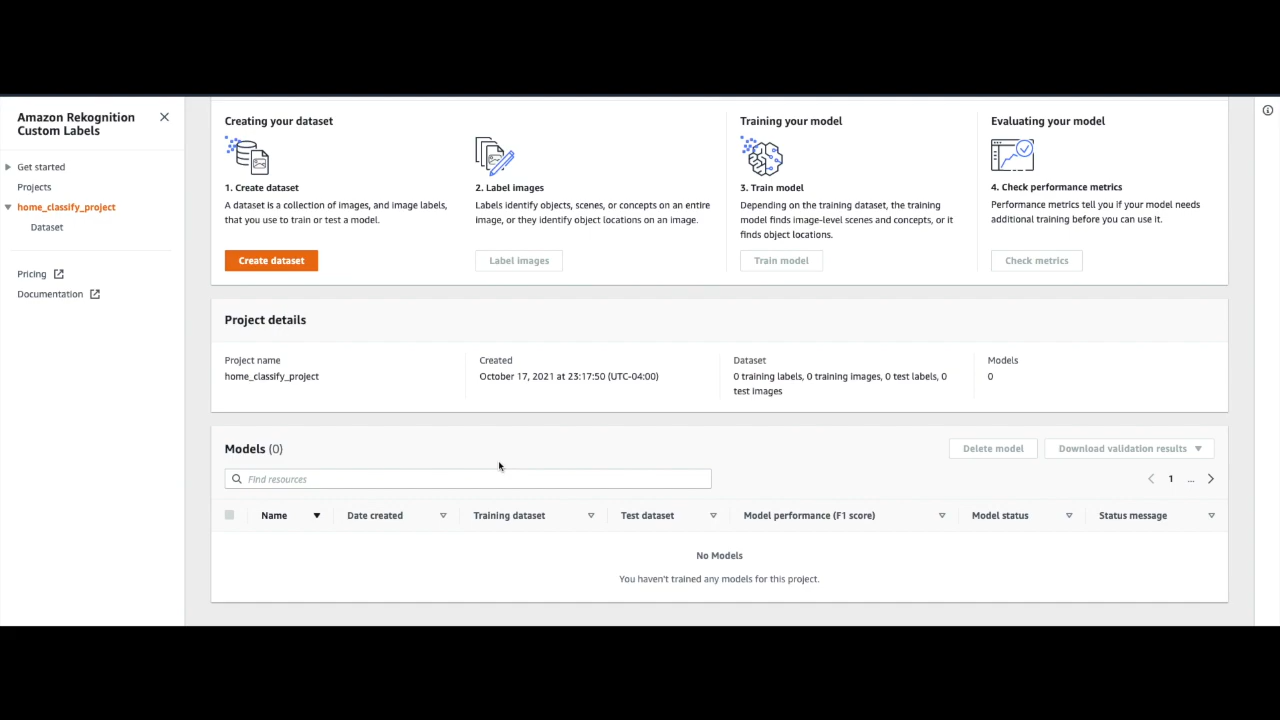 Amazon Rekognition
Custom Labels
Get started
Projects
home_classify_project
Dataset
Pricing
Documentation
Creating your dataset
1. Create dataset
A dataset is a collection of images, and image labels,
that you use to train or test a model.
Create dataset
2. Label images
Labels identify objects, scenes, or concepts on an entire
image, or they identify object locations on an image.
Label images
Training your model
3. Train model
Depending on the training dataset, the training
model finds image-level scenes and concepts, or it
finds object locations.
Train model
Evaluating your model
4. Check performance metrics
Performance metrics tell you if your model needs
additional training before you can use it.
Check metrics
Project details
Project name
home_classify_project
Created
October 17, 2021 at 23:17:50 (UTC-04:00)
Dataset
0 training labels, 0 training images, 0 test labels, 0
test images
Models
0
Models (0)
Delete model
Download validation results
Find resources
1 ...
Name Date created Training dataset Test dataset Model performance (F1 score) Model status Status message
No Models
You haven't trained any models for this project.